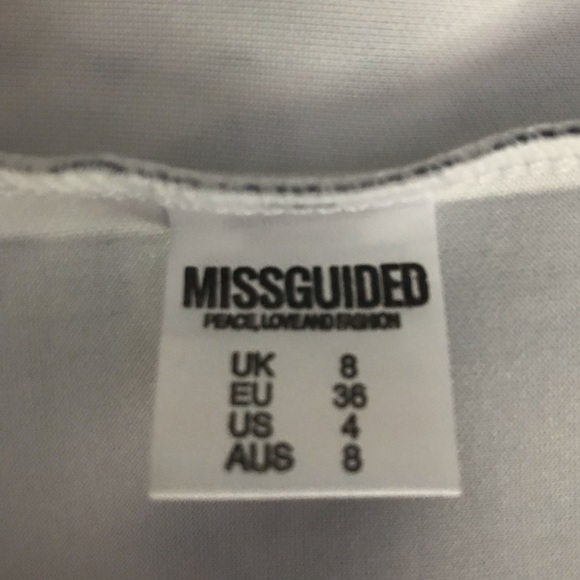 MISSGUIDED
PEACE, LOVE AND FASHION
UK 8
EU 36
US 4
AUS 8